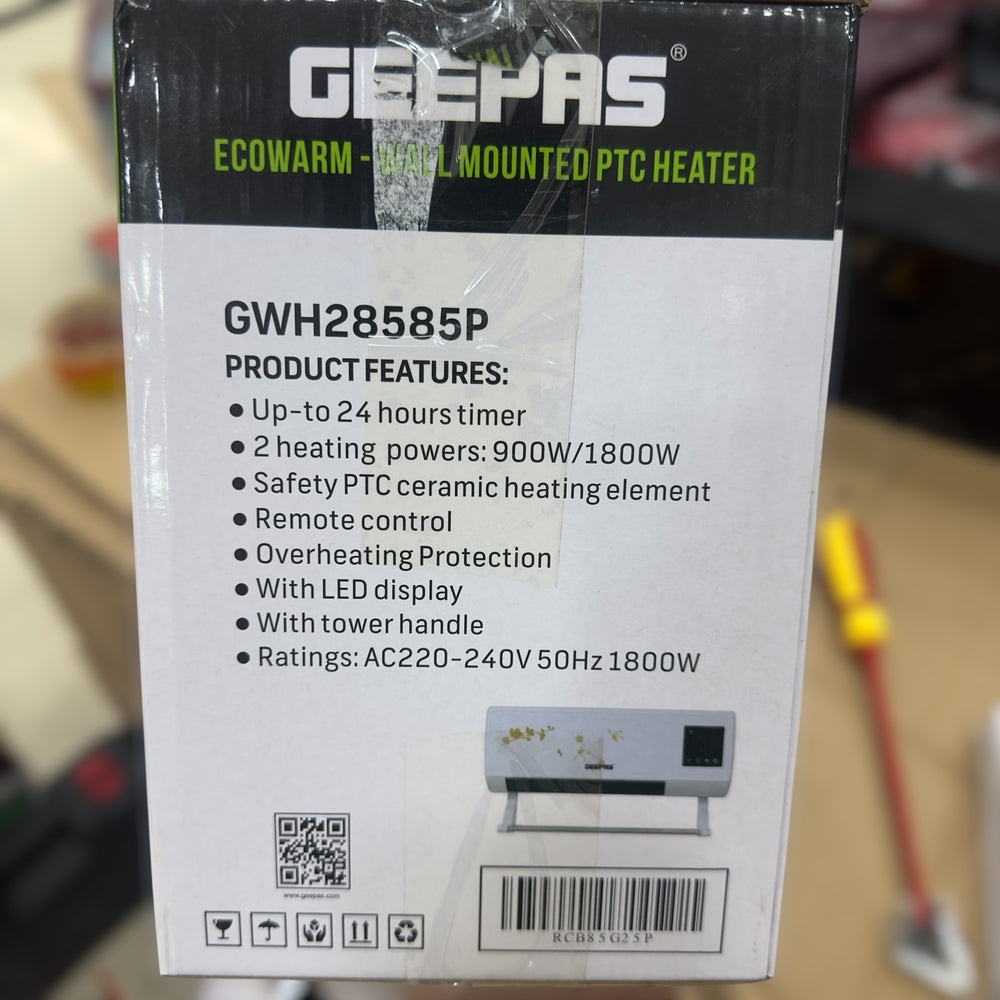 GEEPAS®
ECOWARM - WALL MOUNTED PTC HEATER
GWH28585P
PRODUCT FEATURES:
• Up-to 24 hours timer
• 2 heating powers: 900W/1800W
• Safety PTC ceramic heating element
• Remote control
• Overheating Protection
• With LED display
• With tower handle
• Ratings: AC220-240V 50Hz 1800W
GEEPAS
www.geepas.com
RCB85G25P